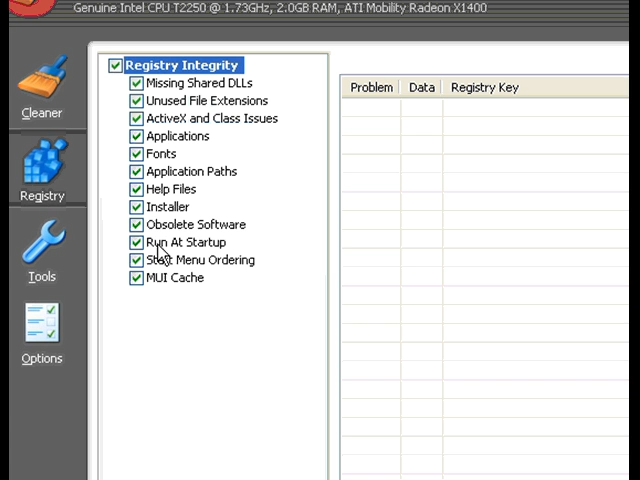 Genuine Intel CPU T2250 @ 1.73GHz, 2.0GB RAM, ATI Mobility Radeon X1400
Cleaner
Registry
Tools
Options
Registry Integrity
Missing Shared DLLs
Unused File Extensions
ActiveX and Class Issues
Applications
Fonts
Application Paths
Help Files
Installer
Obsolete Software
Run At Startup
Start Menu Ordering
MUI Cache
Problem Data Registry Key